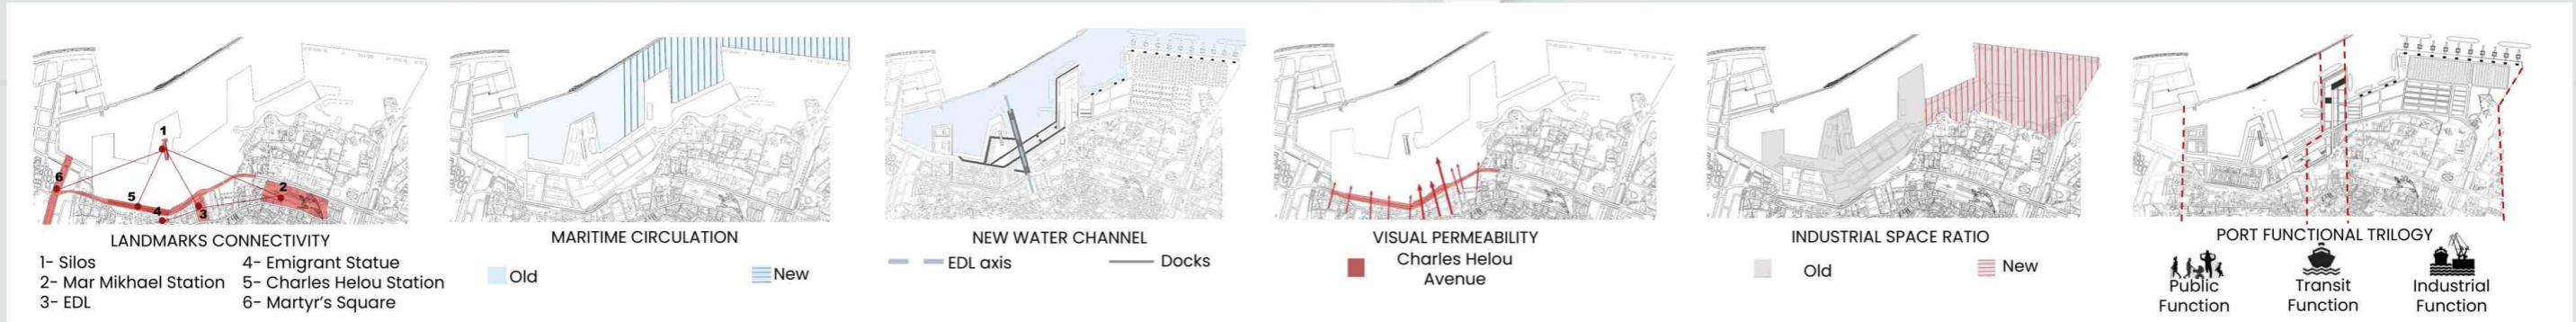 1
6
5
4
3
2
LANDMARKS CONNECTIVITY
1- Silos
2- Mar Mikhael Station
3- EDL
4- Emigrant Statue
5- Charles Helou Station
6- Martyr's Square
MARITIME CIRCULATION
Old
New
NEW WATER CHANNEL
EDL axis
Docks
VISUAL PERMEABILITY
Charles Helou
Avenue
INDUSTRIAL SPACE RATIO
Old
New
PORT FUNCTIONAL TRILOGY
Public
Function
Transit
Function
Industrial
Function